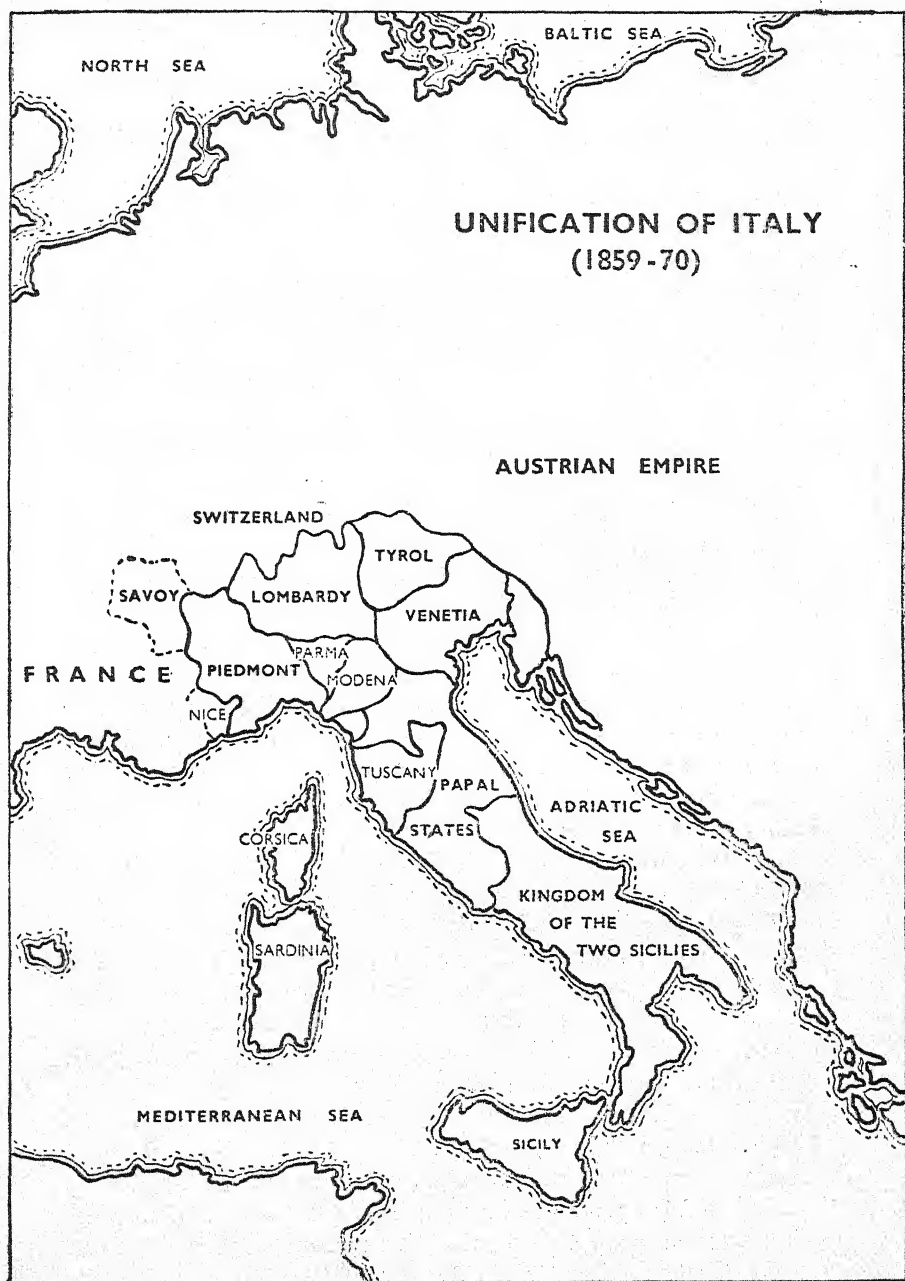 BALTIC SEA
NORTH SEA
UNIFICATION OF ITALY
(1859-70)
AUSTRIAN EMPIRE
SWITZERLAND
TYROL
SAVOY
LOMBARDY
VENETIA
PARMA
FRANCE
PIEDMONT
MODENA
NICE
TUSCANY
PAPAL
STATES
ADRIATIC
SEA
CORSICA
KINGDOM
OF THE
TWO SICILIES
SARDINIA
MEDITERRANEAN SEA
SICILY